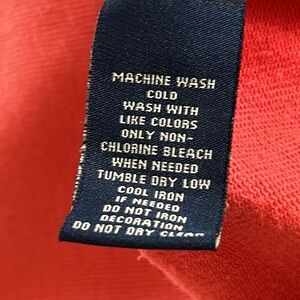 MACHINE WASH
COLD
WASH WITH
LIKE COLORS
ONLY NON-
CHLORINE BLEACH
WHEN NEEDED
TUMBLE DRY LOW
COOL IRON
IF NEEDED
DO NOT IRON
DECORATION
DO NOT DRY CLEAN